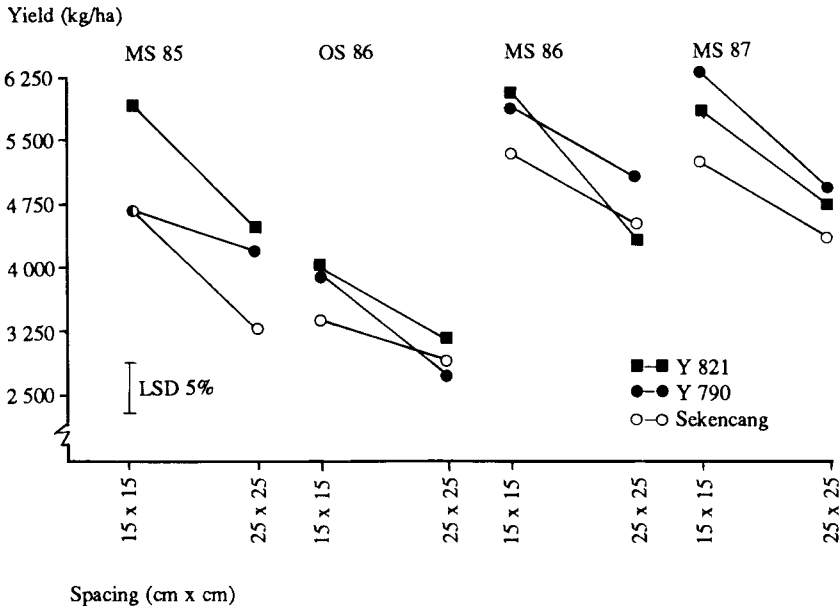 Yield (kg/ha)
MS 85 OS 86 MS 86 MS 87
6 250
5 500
4 750
4 000
3 250
2 500
LSD 5%
Y 821
Y 790
Sekencang
15 x 15 25 x 25 15 x 15 25 x 25 15 x 15 25 x 25 15 x 15 25 x 25
Spacing (cm x cm)